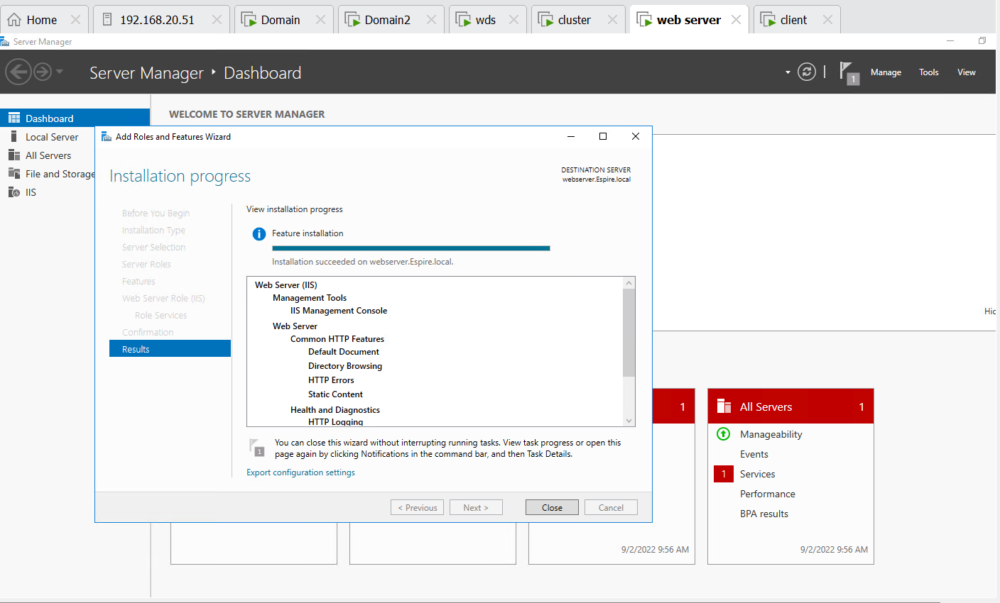 Home
192.168.20.51
Domain
Domain2
wds
cluster
web server
client
Server Manager
Server Manager
Dashboard
1
Manage
Tools
View
Dashboard
Local Server
All Servers
File and Storage
IIS
WELCOME TO SERVER MANAGER
Add Roles and Features Wizard
Installation progress
DESTINATION SERVER
webserver.Espire.local
Before You Begin
Installation Type
Server Selection
Server Roles
Features
Web Server Role (IIS)
Role Services
Confirmation
Results
View installation progress
Feature installation
Installation succeeded on webserver.Espire.local.
Web Server (IIS)
Management Tools
IIS Management Console
Web Server
Common HTTP Features
Default Document
Directory Browsing
HTTP Errors
Static Content
Health and Diagnostics
HTTP Logging
1
You can close this wizard without interrupting running tasks. View task progress or open this
page again by clicking Notifications in the command bar, and then Task Details.
Export configuration settings
< Previous
Next >
Close
Cancel
Hid
1
9/2/2022 9:56 AM
All Servers
1
Manageability
Events
1
Services
Performance
BPA results
9/2/2022 9:56 AM